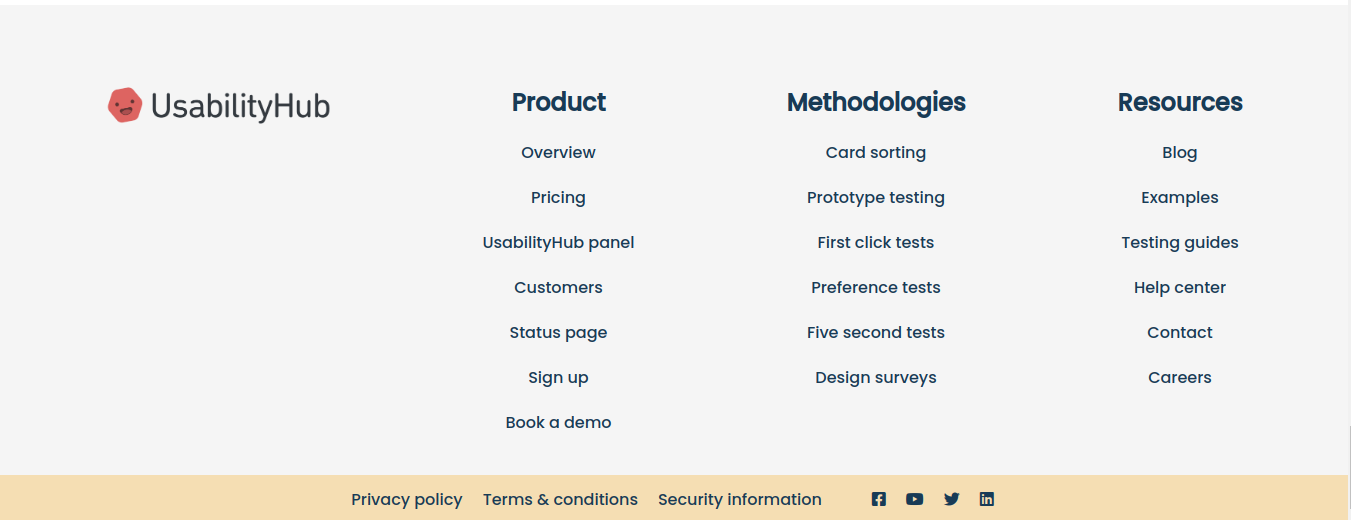 UsabilityHub
Product
Overview
Pricing
UsabilityHub panel
Customers
Status page
Sign up
Book a demo
Methodologies
Card sorting
Prototype testing
First click tests
Preference tests
Five second tests
Design surveys
Resources
Blog
Examples
Testing guides
Help center
Contact
Careers
Privacy policy Terms & conditions Security information